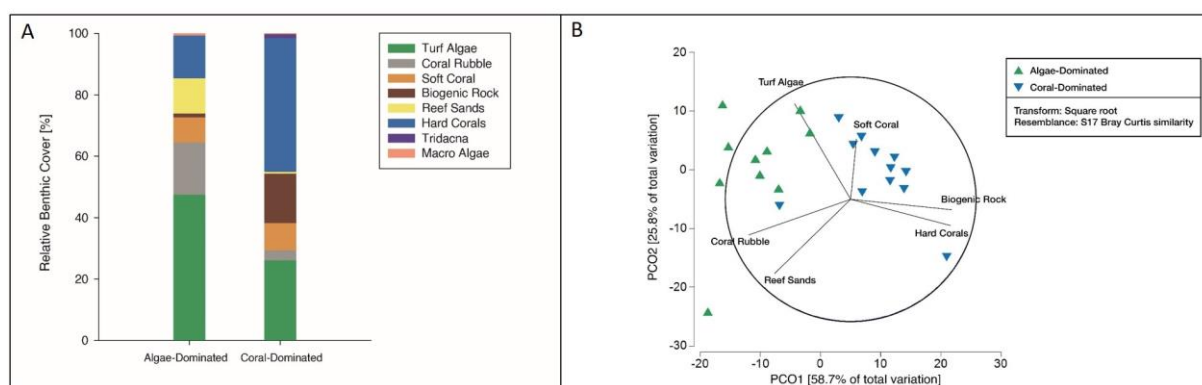 A
100
80
60
40
20
0
Relative Benthic Cover [%]
Algae-Dominated
Coral-Dominated
Turf Algae
Coral Rubble
Soft Coral
Biogenic Rock
Reef Sands
Hard Corals
Tridacna
Macro Algae
B
20
10
0
-10
-20
-30
PCO2 [25.8% of total variation]
-20
-10
0
10
20
30
PCO1 [58.7% of total variation]
Turf Algae
Soft Coral
Biogenic Rock
Hard Corals
Coral Rubble
Reef Sands
Algae-Dominated
Coral-Dominated
Transform: Square root
Resemblance: S17 Bray Curtis similarity